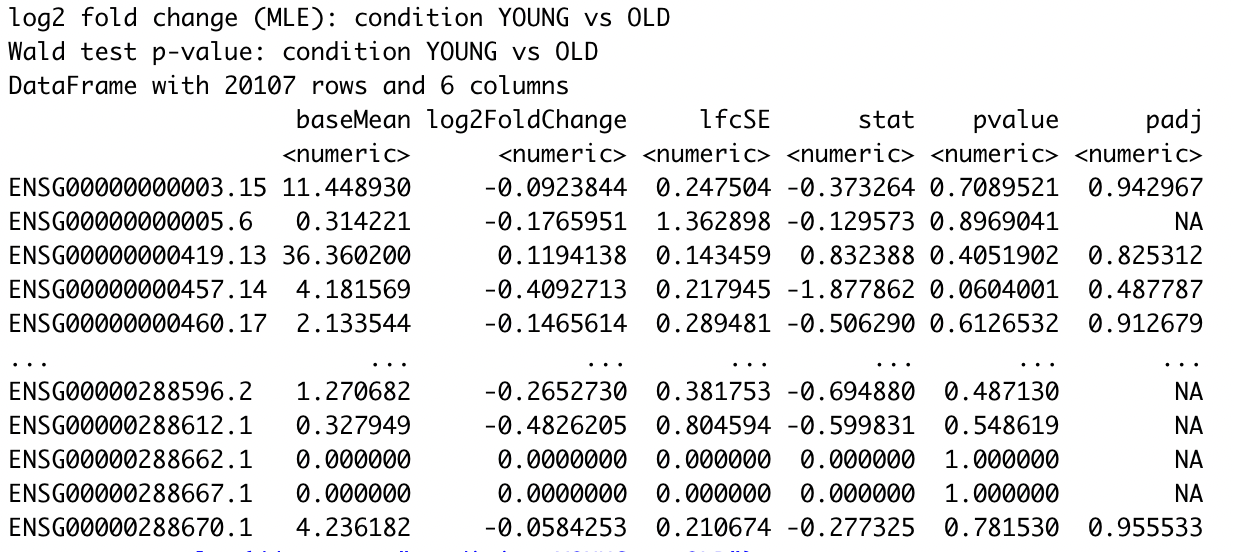 log2 fold change (MLE): condition YOUNG vs OLD
Wald test p-value: condition YOUNG vs OLD
DataFrame with 20107 rows and 6 columns
baseMean log2FoldChange lfcSE stat pvalue padj
<numeric> <numeric> <numeric> <numeric> <numeric> <numeric>
ENSG00000000003.15 11.448930 -0.0923844 0.247504 -0.373264 0.7089521 0.942967
ENSG00000000005.6 0.314221 -0.1765951 1.362898 -0.129573 0.8969041 NA
ENSG00000000419.13 36.360200 0.1194138 0.143459 0.832388 0.4051902 0.825312
ENSG00000000457.14 4.181569 -0.4092713 0.217945 -1.877862 0.0604001 0.487787
ENSG00000000460.17 2.133544 -0.1465614 0.289481 -0.506290 0.6126532 0.912679
... ... ... ... ... ... ...
ENSG00000288596.2 1.270682 -0.2652730 0.381753 -0.694880 0.487130 NA
ENSG00000288612.1 0.327949 -0.4826205 0.804594 -0.599831 0.548619 NA
ENSG00000288662.1 0.000000 0.0000000 0.000000 0.000000 1.000000 NA
ENSG00000288667.1 0.000000 0.0000000 0.000000 0.000000 1.000000 NA
ENSG00000288670.1 4.236182 -0.0584253 0.210674 -0.277325 0.781530 0.955533